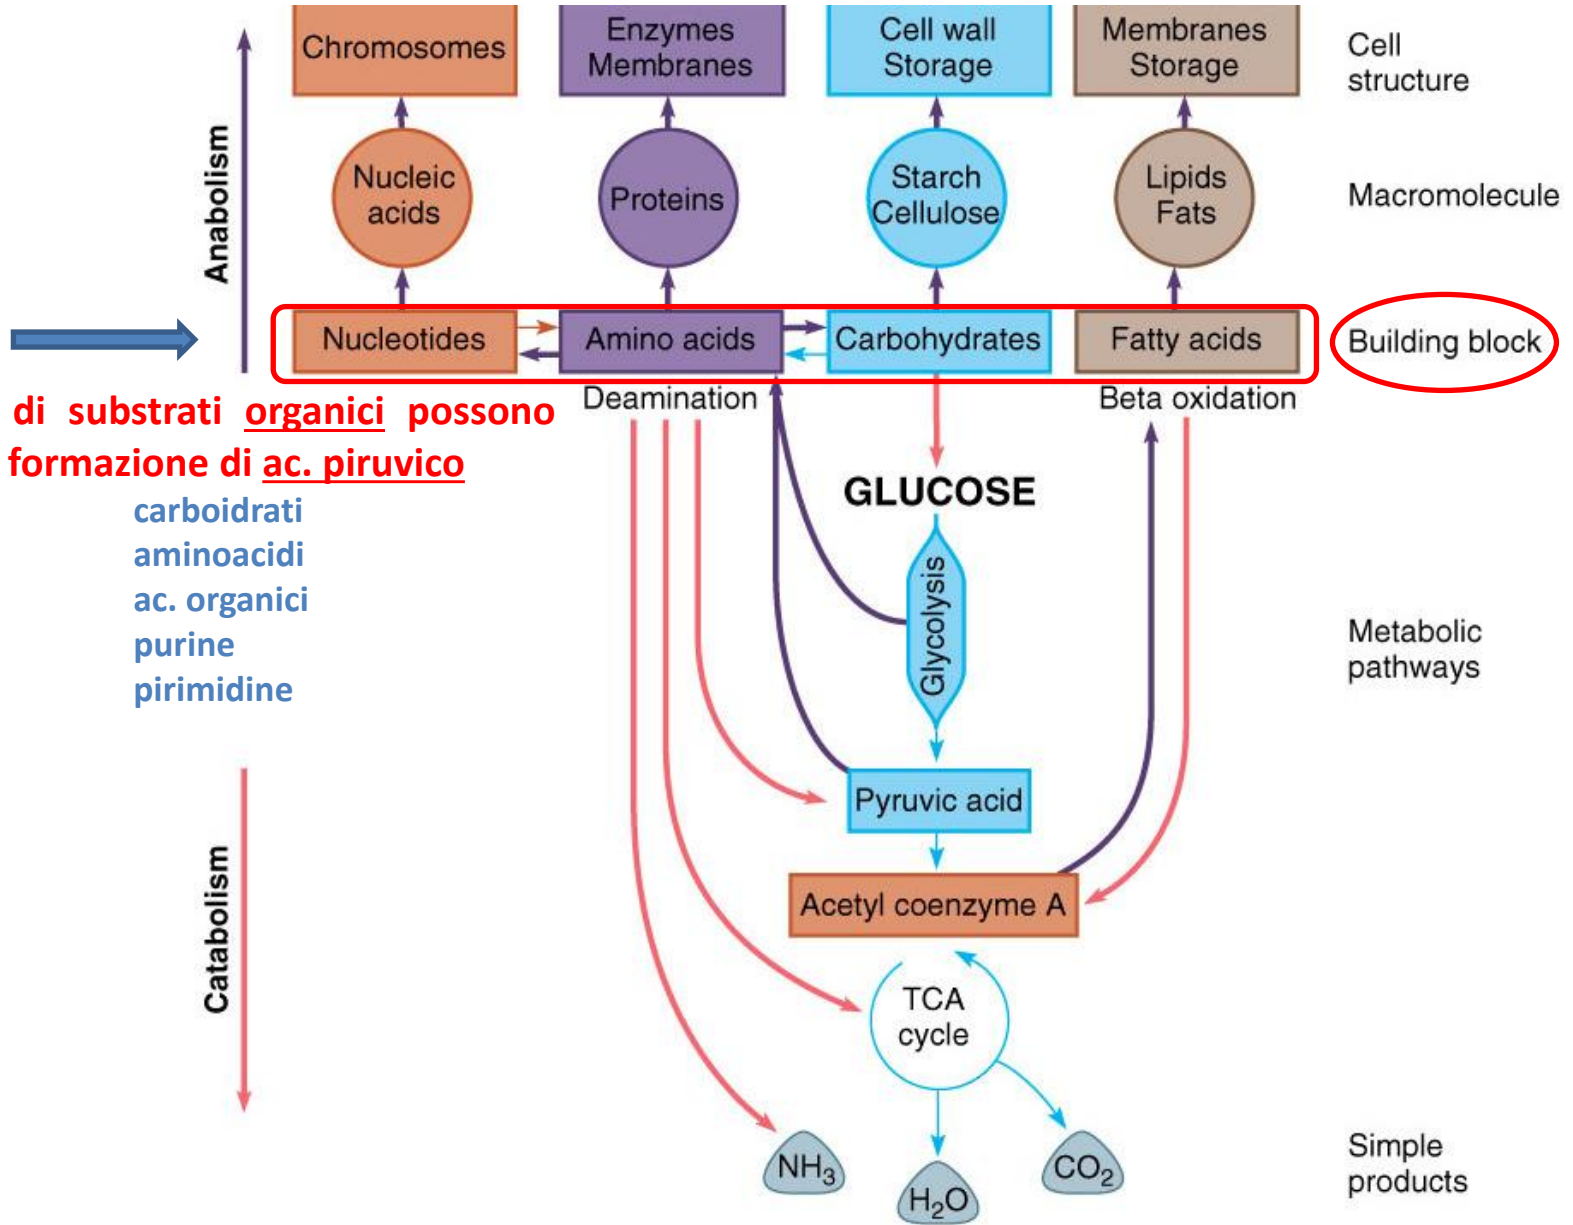 Chromosomes
Enzymes
Membranes
Cell wall
Storage
Membranes
Storage
Cell
structure
Anabolism
Nucleic
acids
Proteins
Starch
Cellulose
Lipids
Fats
Macromolecule
Nucleotides
Amino acids
Carbohydrates
Fatty acids
Building block
Deamination
Beta oxidation
di substrati organici possono
formazione di ac. piruvico
carboidrati
aminoacidi
ac. organici
purine
pirimidine
GLUCOSE
Glycolysis
Metabolic
pathways
Pyruvic acid
Acetyl coenzyme A
Catabolism
TCA
cycle
NH3
H2O
CO2
Simple
products